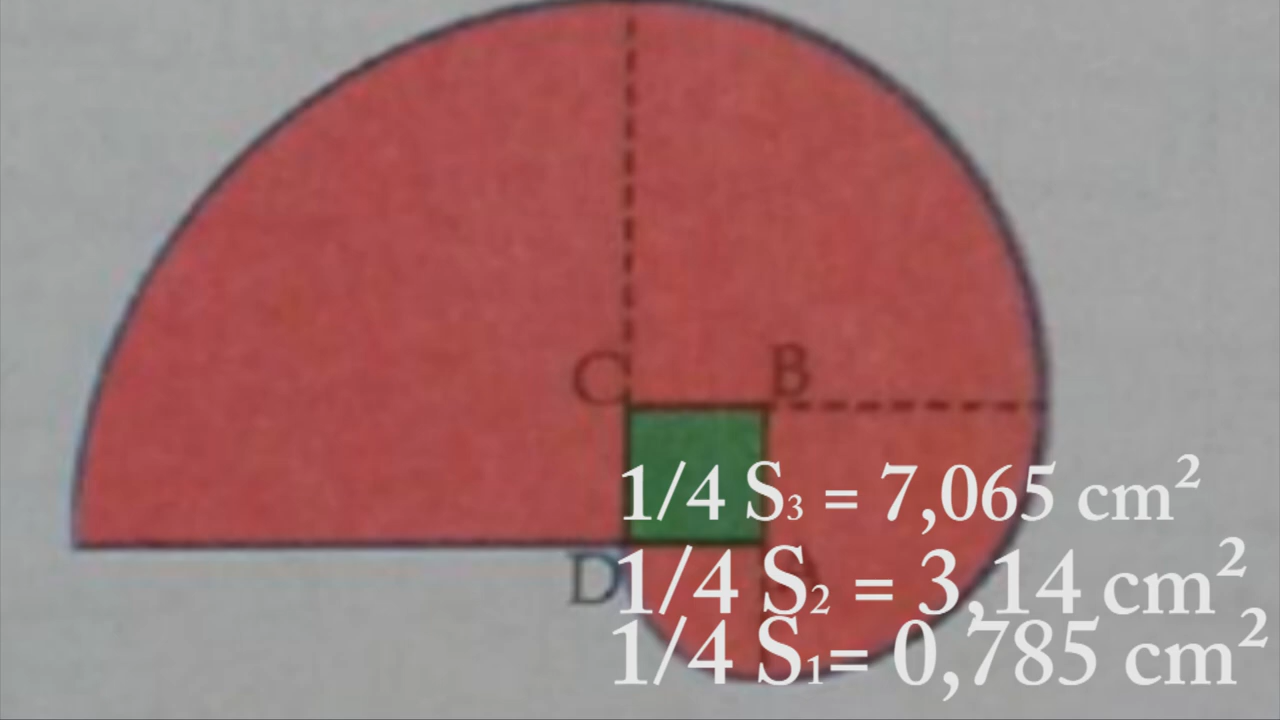 C B
1/4 S₃ = 7,065 cm²
D 1/4 S₂ = 3,14 cm²
A
1/4 S₁= 0,785 cm²